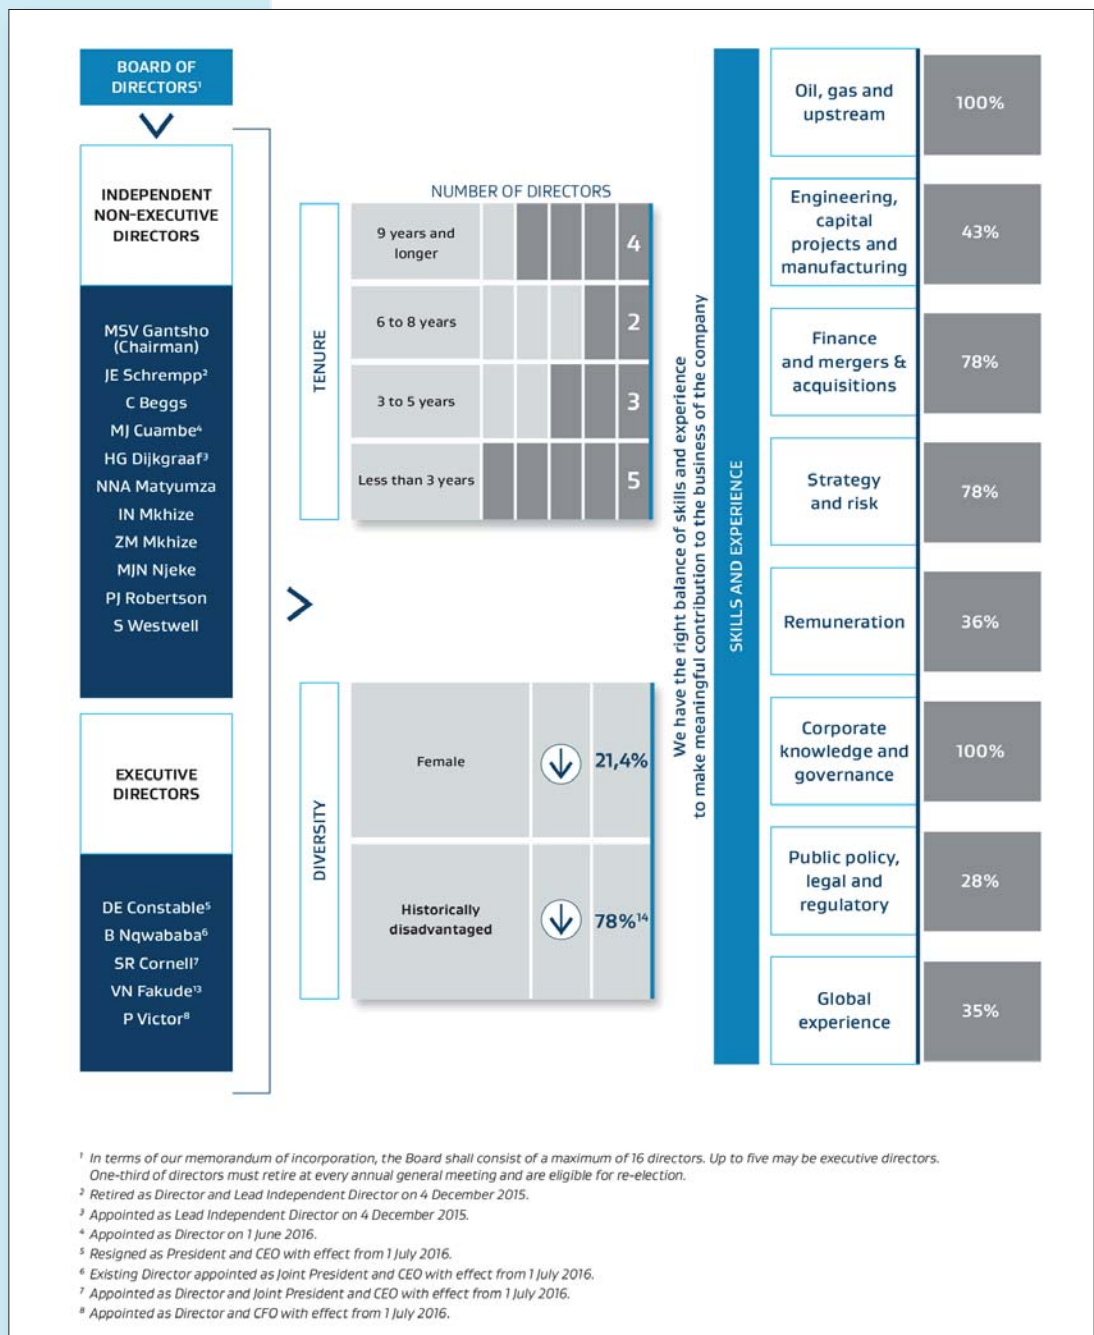 BOARD OF
DIRECTORS¹
INDEPENDENT
NON-EXECUTIVE
DIRECTORS
MSV Gantsho
(Chairman)
JE Schrempp²
C Beggs
MJ Cuambe⁴
HG Dijkgraaf³
NNA Matyumza
IN Mkhize
ZM Mkhize
MJN Njeke
PJ Robertson
S Westwell
EXECUTIVE
DIRECTORS
DE Constable⁵
B Nqwababa⁶
SR Cornell⁷
VN Fakude¹³
P Victor⁸
NUMBER OF DIRECTORS
TENURE
9 years and
longer
4
6 to 8 years
2
3 to 5 years
3
Less than 3 years
5
DIVERSITY
Female
21,4%
Historically
disadvantaged
78%¹⁴
We have the right balance of skills and experience
to make meaningful contribution to the business of the company
SKILLS AND EXPERIENCE
Oil, gas and
upstream
100%
Engineering,
capital
projects and
manufacturing
43%
Finance
and mergers &
acquisitions
78%
Strategy
and risk
78%
Remuneration
36%
Corporate
knowledge and
governance
100%
Public policy,
legal and
regulatory
28%
Global
experience
35%
¹ In terms of our memorandum of incorporation, the Board shall consist of a maximum of 16 directors. Up to five may be executive directors.
One-third of directors must retire at every annual general meeting and are eligible for re-election.
² Retired as Director and Lead Independent Director on 4 December 2015.
³ Appointed as Lead Independent Director on 4 December 2015.
⁴ Appointed as Director on 1 June 2016.
⁵ Resigned as President and CEO with effect from 1 July 2016.
⁶ Existing Director appointed as Joint President and CEO with effect from 1 July 2016.
⁷ Appointed as Director and Joint President and CEO with effect from 1 July 2016.
⁸ Appointed as Director and CFO with effect from 1 July 2016.